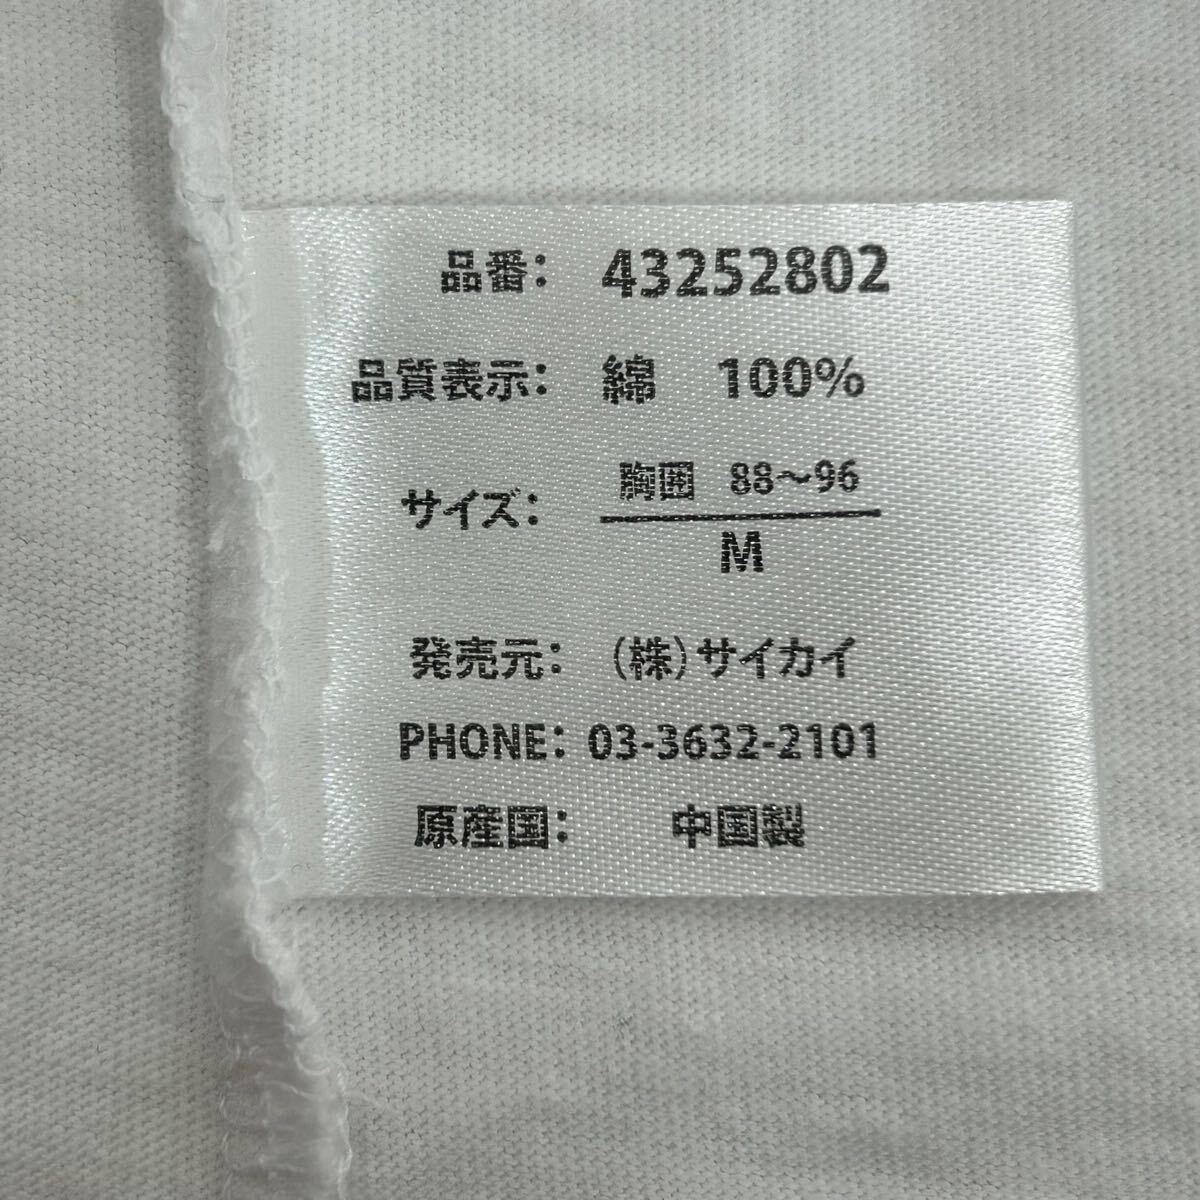 品番： 43252802
品質表示： 綿 100%
サイズ： 胸囲 88～96
M
発売元： （株）サイカイ
PHONE： 03-3632-2101
原産国： 中国製